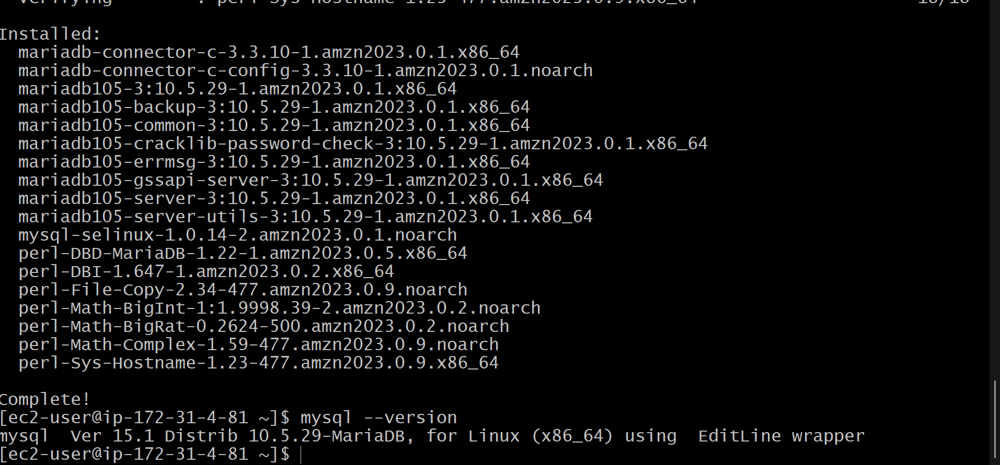 Installed:
mariadb-connector-c-3.3.10-1.amzn2023.0.1.x86_64
mariadb-connector-c-config-3.3.10-1.amzn2023.0.1.noarch
mariadb105-3:10.5.29-1.amzn2023.0.1.x86_64
mariadb105-backup-3:10.5.29-1.amzn2023.0.1.x86_64
mariadb105-common-3:10.5.29-1.amzn2023.0.1.x86_64
mariadb105-cracklib-password-check-3:10.5.29-1.amzn2023.0.1.x86_64
mariadb105-errmsg-3:10.5.29-1.amzn2023.0.1.x86_64
mariadb105-gssapi-server-3:10.5.29-1.amzn2023.0.1.x86_64
mariadb105-server-3:10.5.29-1.amzn2023.0.1.x86_64
mariadb105-server-utils-3:10.5.29-1.amzn2023.0.1.x86_64
mysql-selinux-1.0.14-2.amzn2023.0.1.noarch
perl-DBD-MariaDB-1.22-1.amzn2023.0.5.x86_64
perl-DBI-1.647-1.amzn2023.0.2.x86_64
perl-File-Copy-2.34-477.amzn2023.0.9.noarch
perl-Math-BigInt-1:1.9998.39-2.amzn2023.0.2.noarch
perl-Math-BigRat-0.2624-500.amzn2023.0.2.noarch
perl-Math-Complex-1.59-477.amzn2023.0.9.noarch
perl-Sys-Hostname-1.23-477.amzn2023.0.9.x86_64
Complete!
[ec2-user@ip-172-31-4-81 ~]$ mysql --version
mysql  Ver 15.1 Distrib 10.5.29-MariaDB, for Linux (x86_64) using  EditLine wrapper
[ec2-user@ip-172-31-4-81 ~]$